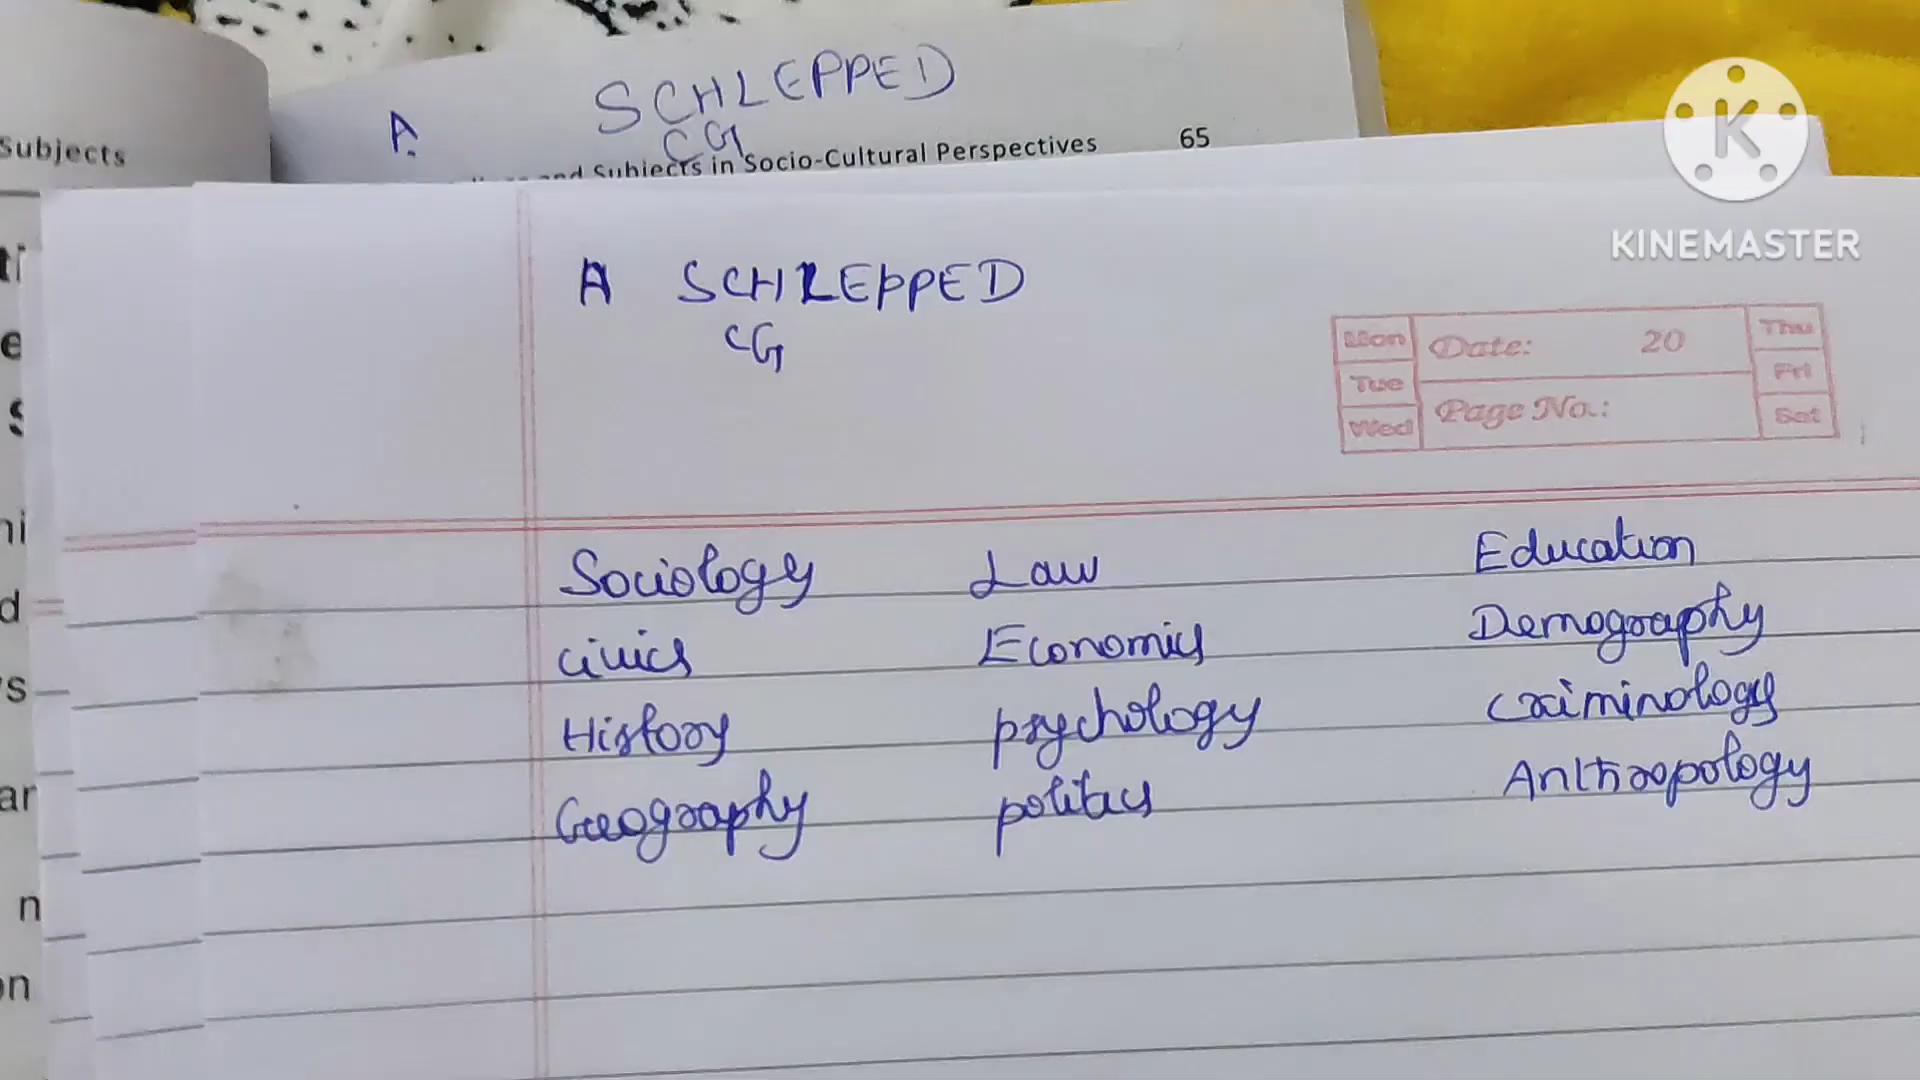 SCHLEPPED
A.
CG
Subjects
and Subjects in Socio-Cultural Perspectives 65
KINEMASTER
A SCHLEPPED
CG
Mon Date: 20 Thu
Tue Fri
Wed Page No.: Sat
Sociology Law Education
civics Economics Demography
History psychology criminology
Geography politics Anthropology